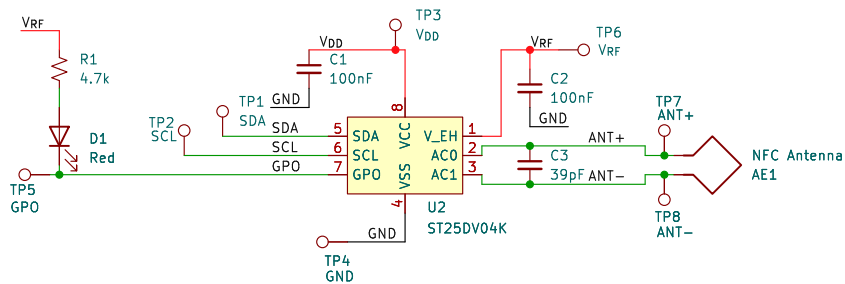 VRF
R1
4.7k
D1
Red
TP5
GPO
TP2
SCL
TP1
SDA
SDA
SCL
GPO
VDD
C1
100nF
GND
TP3
VDD
8
VCC
5 SDA
6 SCL
7 GPO
V_EH 1
AC0 2
AC1 3
VSS
4
U2
ST25DV04K
GND
TP4
GND
VRF
TP6
VRF
C2
100nF
GND
ANT+
C3
39pF
ANT-
TP7
ANT+
TP8
ANT-
NFC Antenna
AE1